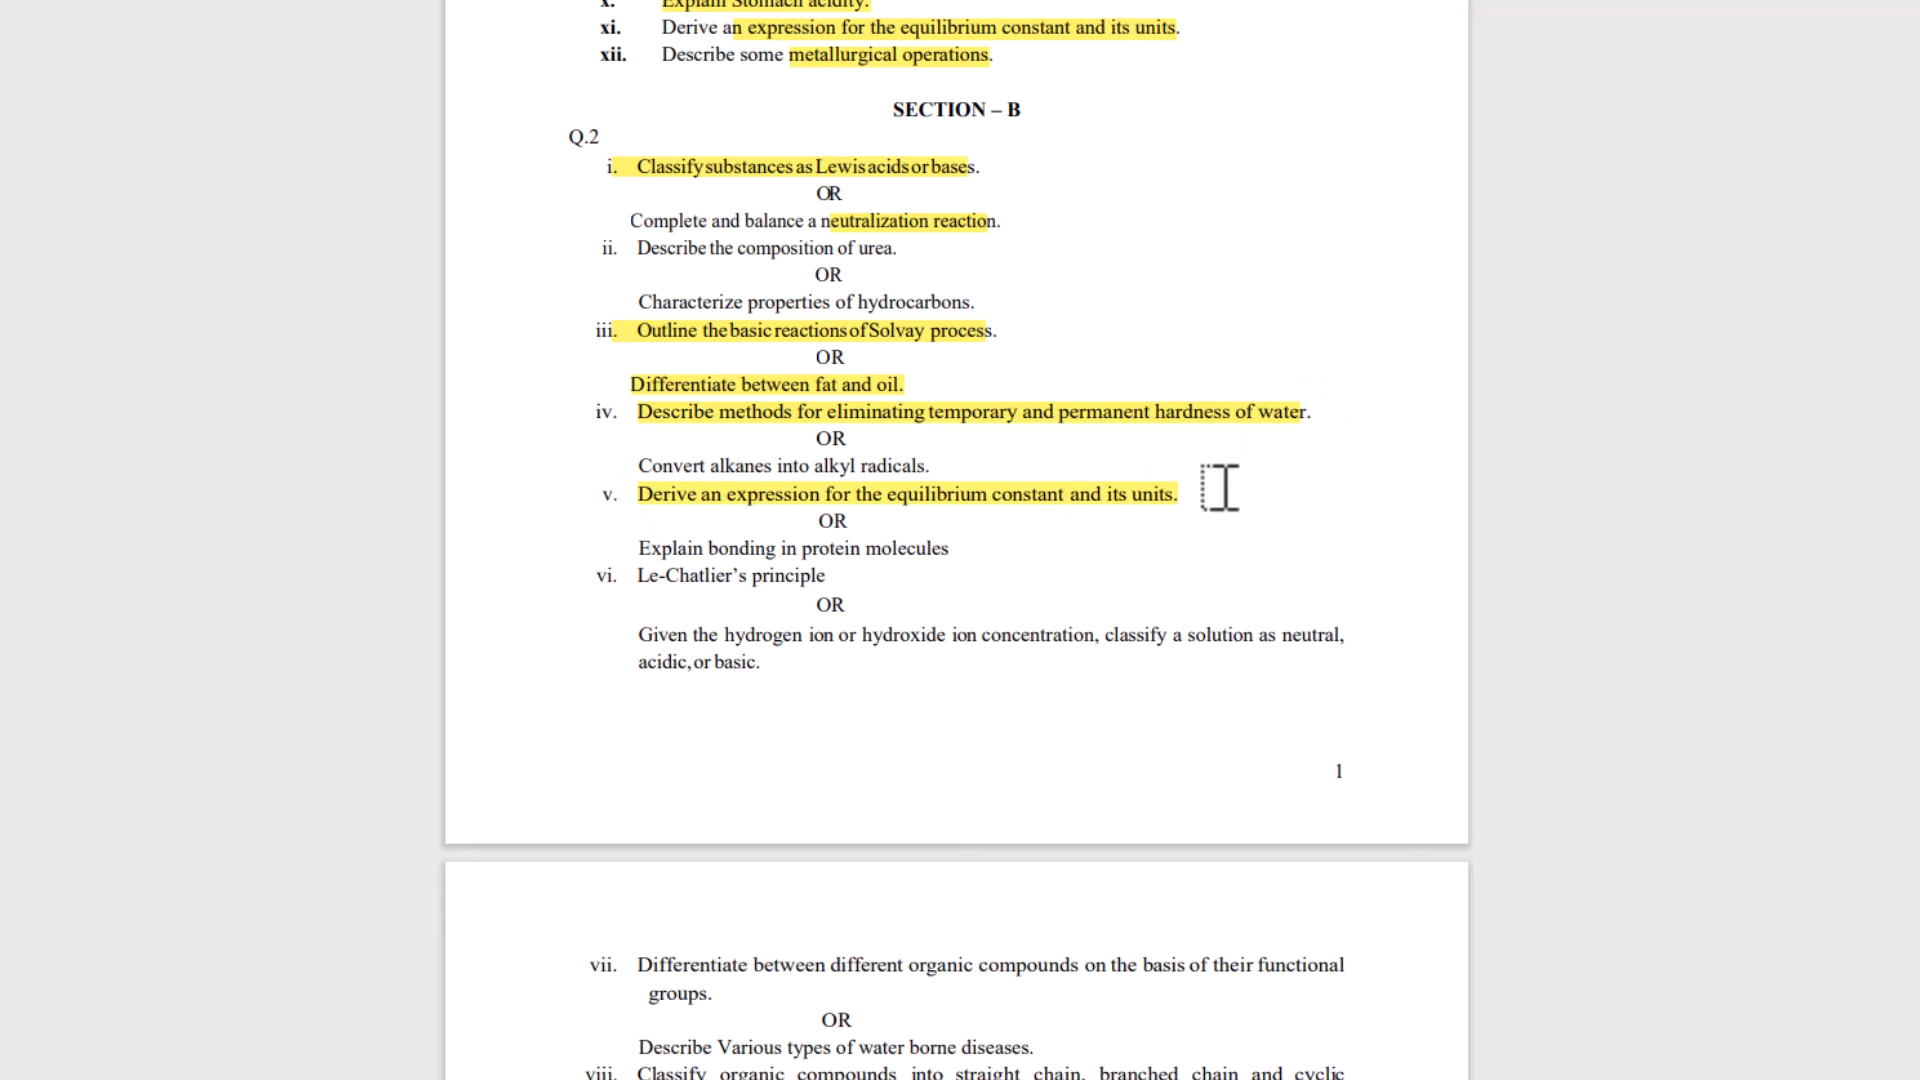 x. Explain Stomach acidity.
xi. Derive an expression for the equilibrium constant and its units.
xii. Describe some metallurgical operations.
SECTION – B
Q.2
i. Classify substances as Lewis acids or bases.
OR
Complete and balance a neutralization reaction.
ii. Describe the composition of urea.
OR
Characterize properties of hydrocarbons.
iii. Outline the basic reactions of Solvay process.
OR
Differentiate between fat and oil.
iv. Describe methods for eliminating temporary and permanent hardness of water.
OR
Convert alkanes into alkyl radicals.
v. Derive an expression for the equilibrium constant and its units.
OR
Explain bonding in protein molecules
vi. Le-Chatlier’s principle
OR
Given the hydrogen ion or hydroxide ion concentration, classify a solution as neutral,
acidic, or basic.
1
vii. Differentiate between different organic compounds on the basis of their functional
groups.
OR
Describe Various types of water borne diseases.
viii. Classify organic compounds into straight chain, branched chain and cyclic